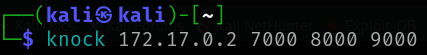 ┌──(kali㉿kali)-[~]
└─$ knock 172.17.0.2 7000 8000 9000